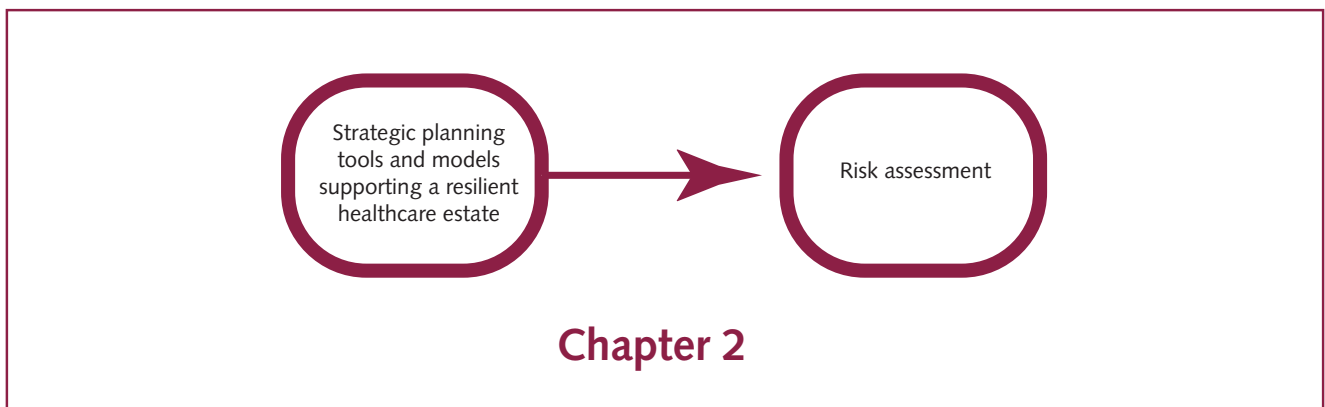 Strategic planning
tools and models
supporting a resilient
healthcare estate
Risk assessment
Chapter 2